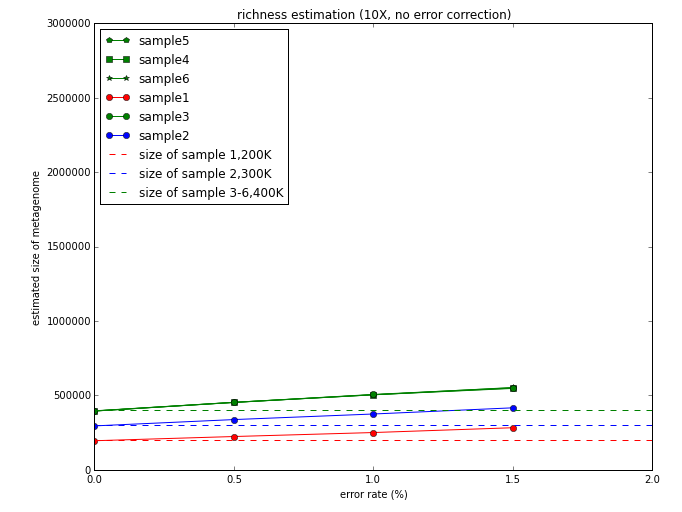 richness estimation (10X, no error correction)
3000000
2500000
2000000
1500000
1000000
500000
0
estimated size of metagenome
sample5
sample4
sample6
sample1
sample3
sample2
size of sample 1,200K
size of sample 2,300K
size of sample 3-6,400K
0.0 0.5 1.0 1.5 2.0
error rate (%)